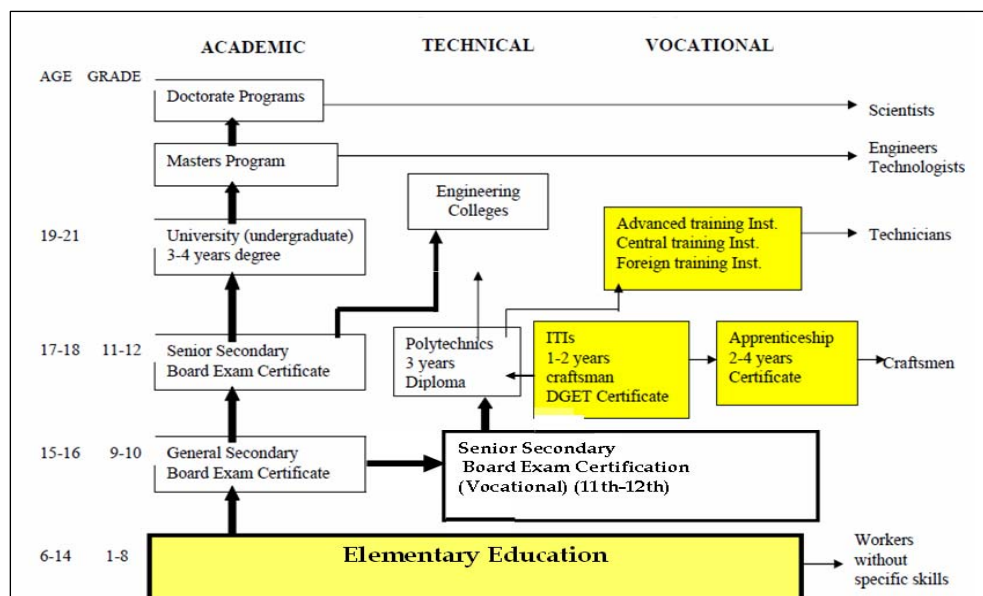 ACADEMIC TECHNICAL VOCATIONAL
AGE GRADE
Doctorate Programs
Scientists
Masters Program
Engineers
Technologists
Engineering
Colleges
19-21
University (undergraduate)
3-4 years degree
Advanced training Inst.
Central training Inst.
Foreign training Inst.
Technicians
17-18 11-12
Senior Secondary
Board Exam Certificate
Polytechnics
3 years
Diploma
ITIs
1-2 years
craftsman
DGET Certificate
Apprenticeship
2-4 years
Certificate
Craftsmen
15-16 9-10
General Secondary
Board Exam Certificate
Senior Secondary
Board Exam Certification
(Vocational) (11th-12th)
6-14 1-8
Elementary Education
Workers
without
specific skills